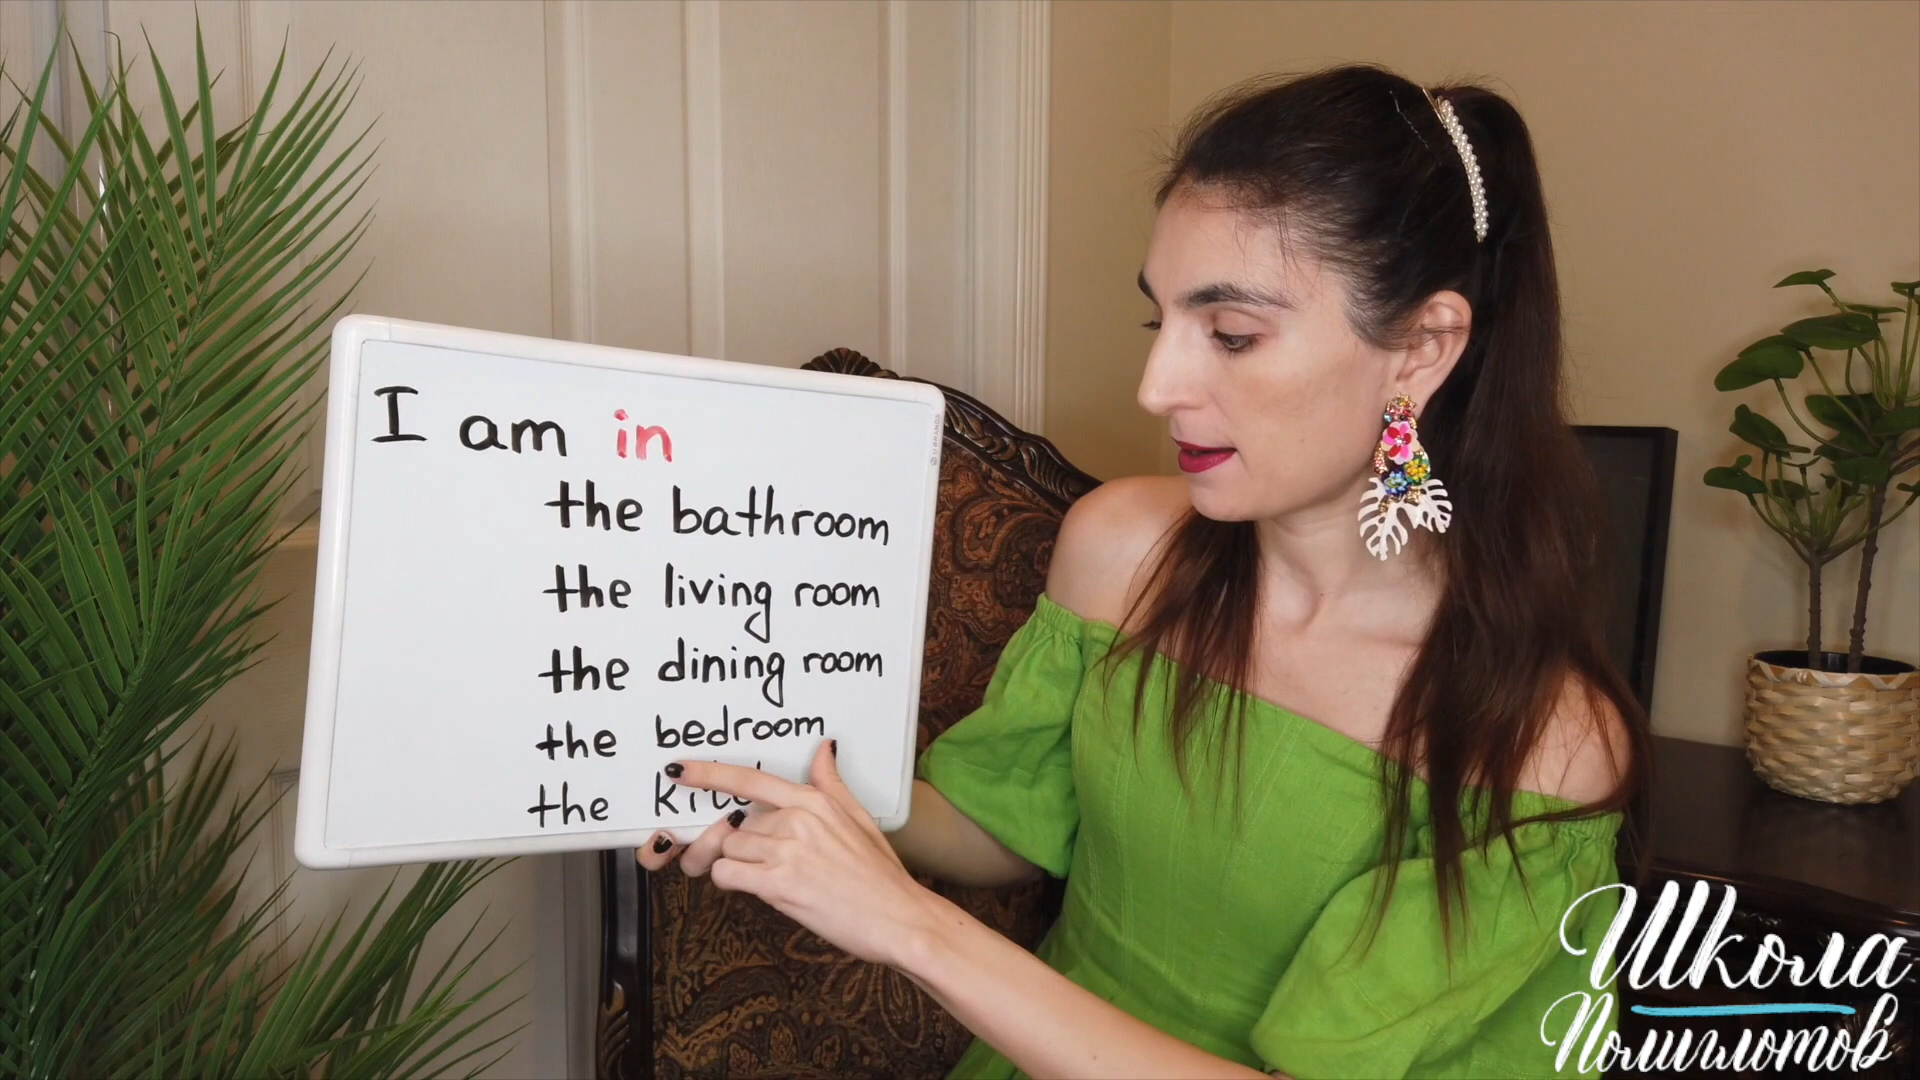 I am in
the bathroom
the living room
the dining room
the bedroom
the
Школа
Полиглотов